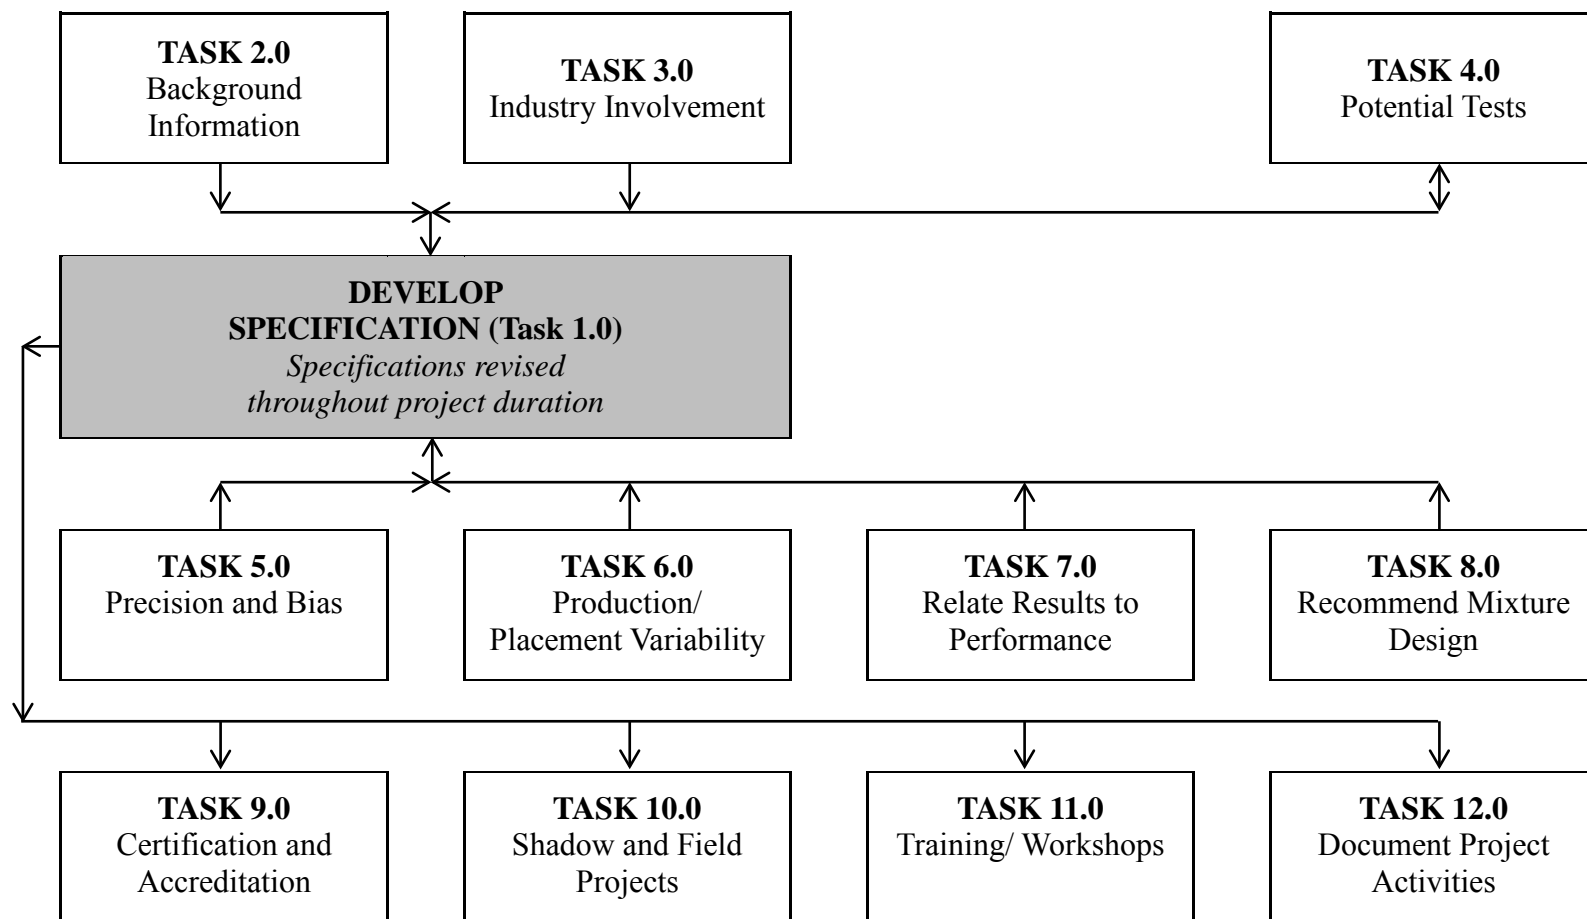 TASK 2.0
Background
Information
TASK 3.0
Industry Involvement
TASK 4.0
Potential Tests
DEVELOP
SPECIFICATION (Task 1.0)
Specifications revised
throughout project duration
TASK 5.0
Precision and Bias
TASK 6.0
Production/
Placement Variability
TASK 7.0
Relate Results to
Performance
TASK 8.0
Recommend Mixture
Design
TASK 9.0
Certification and
Accreditation
TASK 10.0
Shadow and Field
Projects
TASK 11.0
Training/ Workshops
TASK 12.0
Document Project
Activities